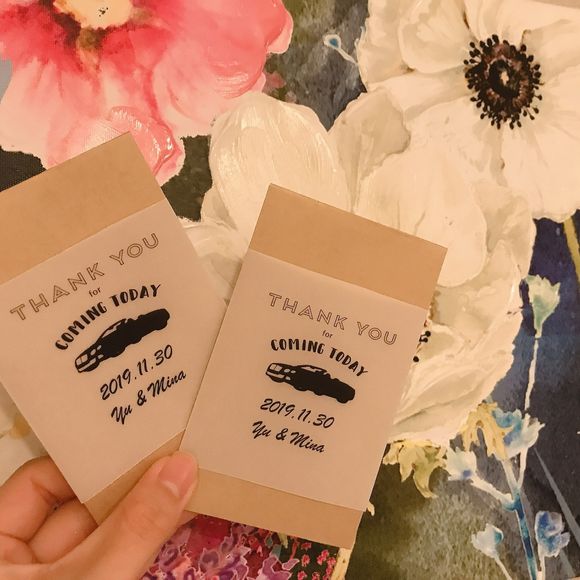 THANK YOU
for
COMING TODAY
2019.11.30
Yu & Mina
THANK YOU
for
COMING TODAY
2019.11.30
Yu & Mina